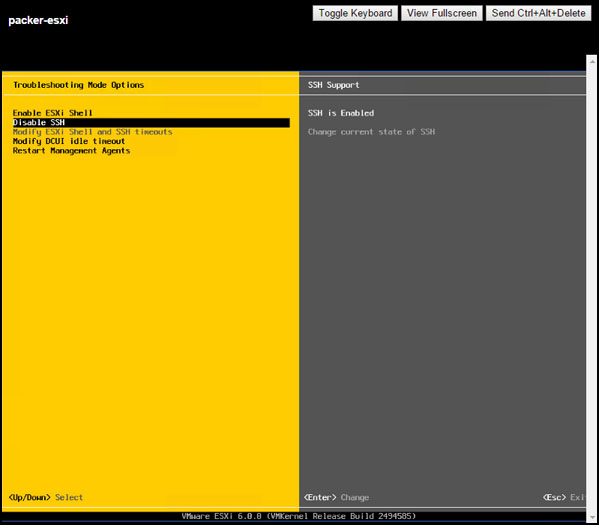 packer-esxi
Toggle Keyboard View Fullscreen Send Ctrl+Alt+Delete
Troubleshooting Mode Options
SSH Support
Enable ESXi Shell
Disable SSH
Modify ESXi Shell and SSH timeouts
Modify DCUI idle timeout
Restart Management Agents
SSH is Enabled
Change current state of SSH
<Up/Down> Select
<Enter> Change
<Esc> Exi
VMware ESXi 6.0.0 (VMKernel Release Build 2494585)